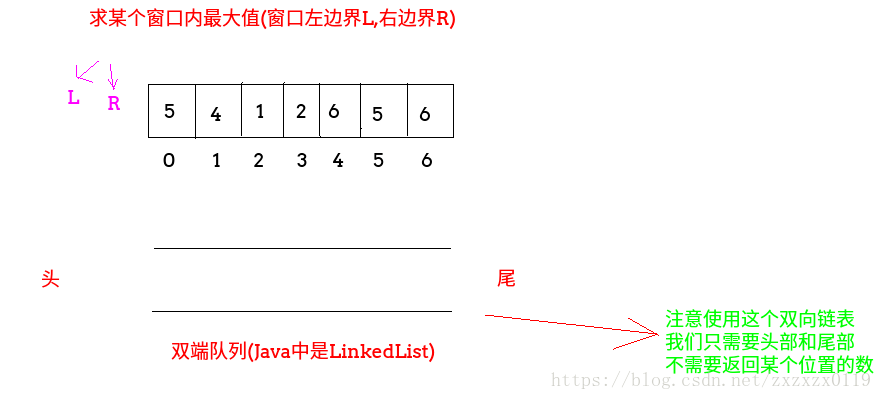 求某个窗口内最大值(窗口左边界L,右边界R)
L R
5 4 1 2 6 5 6
0 1 2 3 4 5 6
头 尾
注意使用这个双向链表
我们只需要头部和尾部
不需要返回某个位置的数
双端队列(Java中是LinkedList)
https://blog.csdn.net/zxzxzx0119